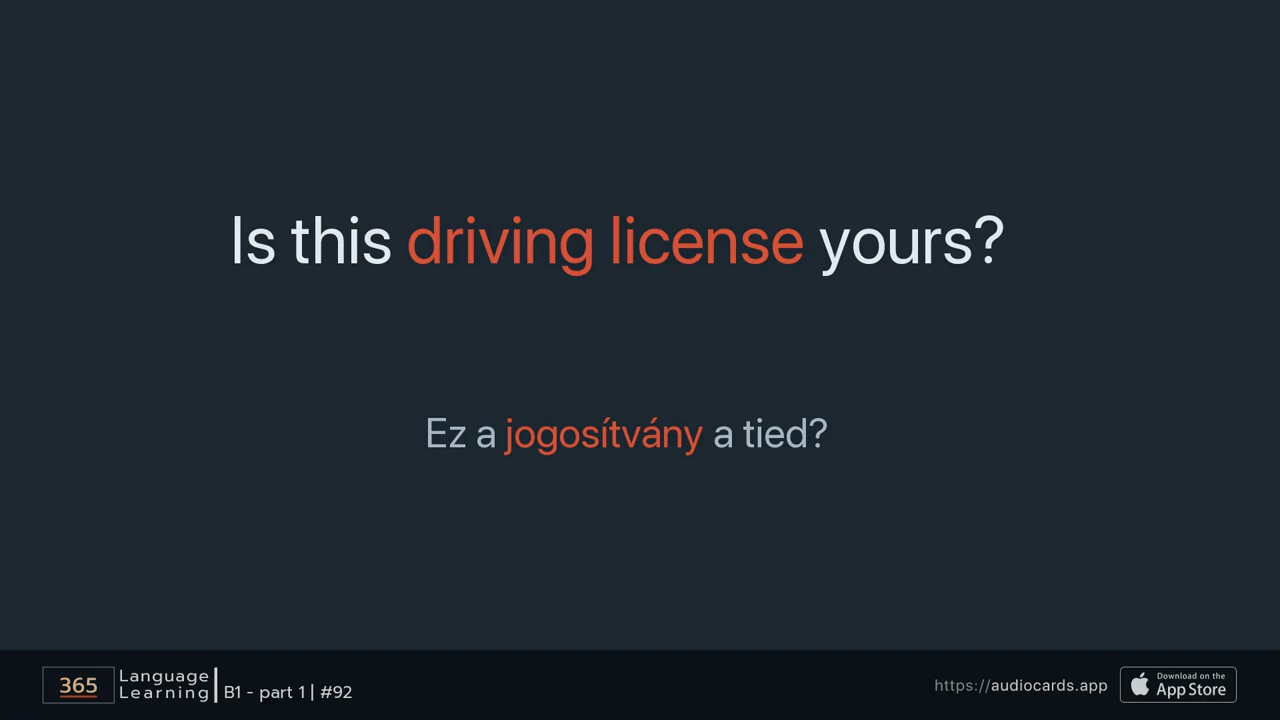 Is this driving license yours?
Ez a jogosítvány a tied?
365
Language
Learning
B1 - part 1 | #92
https://audiocards.app
Download on the
App Store